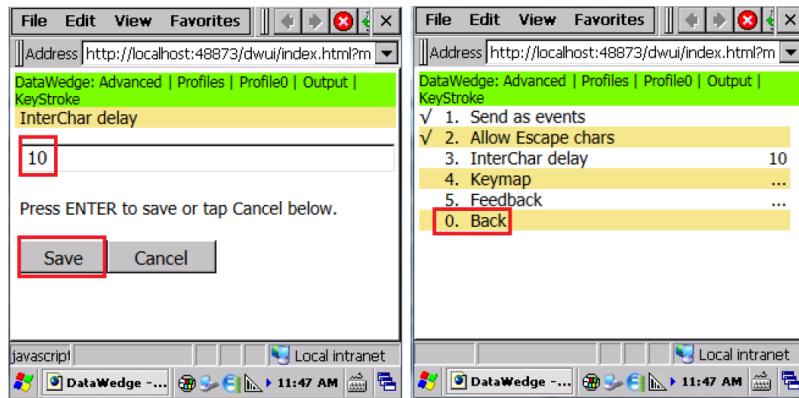 File Edit View Favorites
Address http://localhost:48873/dwui/index.html?m
DataWedge: Advanced | Profiles | Profile0 | Output |
KeyStroke
InterChar delay
10
Press ENTER to save or tap Cancel below.
Save Cancel
javascript
Local intranet
DataWedge -... 11:47 AM
File Edit View Favorites
Address http://localhost:48873/dwui/index.html?m
DataWedge: Advanced | Profiles | Profile0 | Output |
KeyStroke
√ 1. Send as events
√ 2. Allow Escape chars
3. InterChar delay 10
4. Keymap ...
5. Feedback ...
0. Back
Local intranet
DataWedge -... 11:47 AM